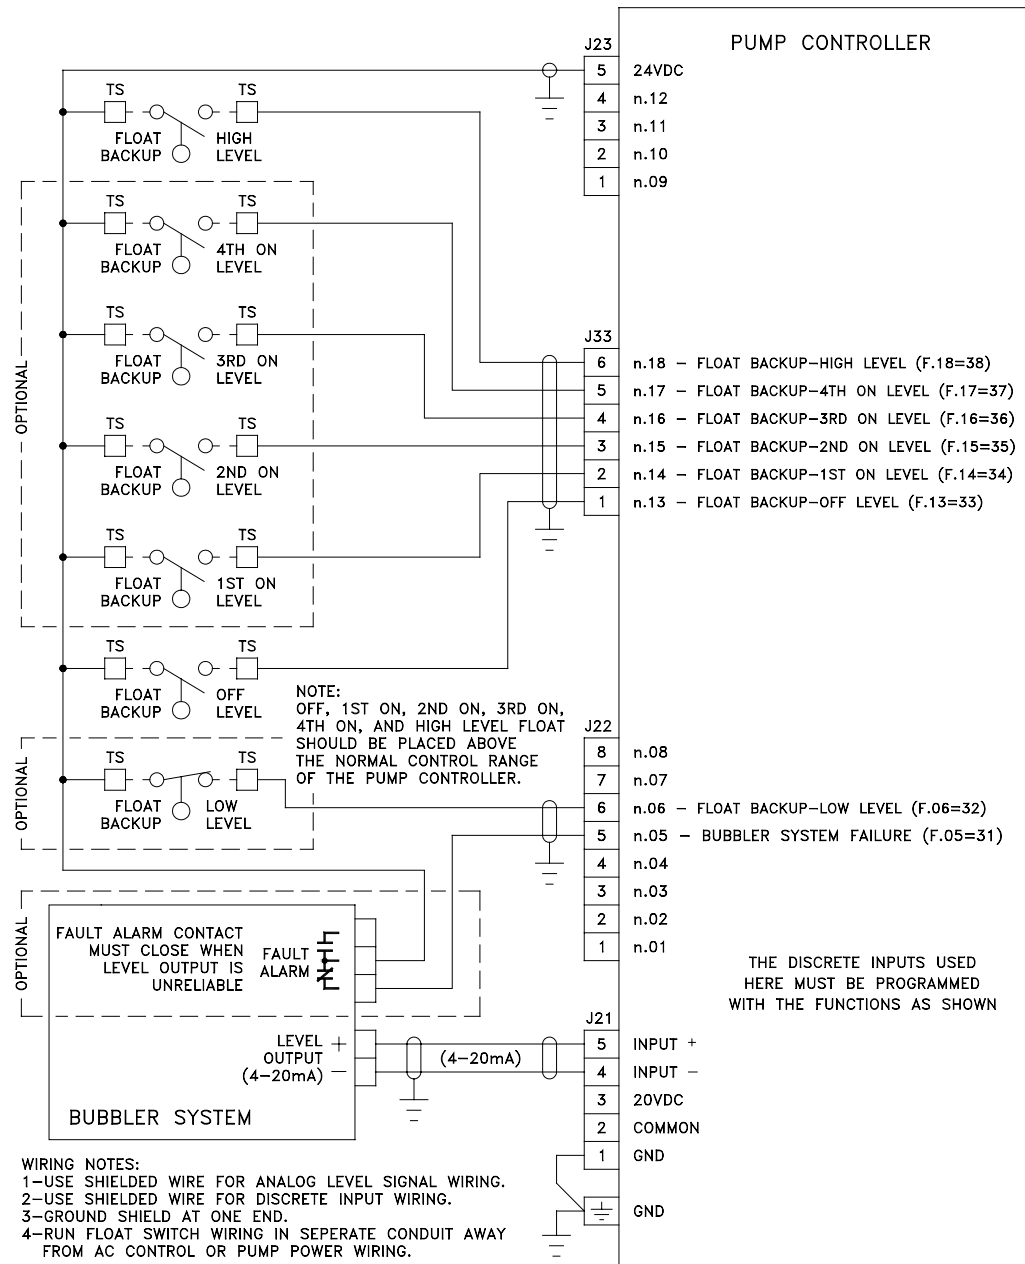 PUMP CONTROLLER
J23
5 24VDC
4 n.12
3 n.11
2 n.10
1 n.09
TS TS
FLOAT BACKUP
HIGH LEVEL
OPTIONAL
TS TS
FLOAT BACKUP
4TH ON LEVEL
TS TS
FLOAT BACKUP
3RD ON LEVEL
TS TS
FLOAT BACKUP
2ND ON LEVEL
TS TS
FLOAT BACKUP
1ST ON LEVEL
J33
6 n.18 – FLOAT BACKUP–HIGH LEVEL (F.18=38)
5 n.17 – FLOAT BACKUP–4TH ON LEVEL (F.17=37)
4 n.16 – FLOAT BACKUP–3RD ON LEVEL (F.16=36)
3 n.15 – FLOAT BACKUP–2ND ON LEVEL (F.15=35)
2 n.14 – FLOAT BACKUP–1ST ON LEVEL (F.14=34)
1 n.13 – FLOAT BACKUP–OFF LEVEL (F.13=33)
TS TS
FLOAT BACKUP
OFF LEVEL
NOTE:
OFF, 1ST ON, 2ND ON, 3RD ON,
4TH ON, AND HIGH LEVEL FLOAT
SHOULD BE PLACED ABOVE
THE NORMAL CONTROL RANGE
OF THE PUMP CONTROLLER.
OPTIONAL
TS TS
FLOAT BACKUP
LOW LEVEL
J22
8 n.08
7 n.07
6 n.06 – FLOAT BACKUP–LOW LEVEL (F.06=32)
5 n.05 – BUBBLER SYSTEM FAILURE (F.05=31)
4 n.04
3 n.03
2 n.02
1 n.01
OPTIONAL
FAULT ALARM CONTACT
MUST CLOSE WHEN
LEVEL OUTPUT IS
UNRELIABLE
FAULT
ALARM
THE DISCRETE INPUTS USED
HERE MUST BE PROGRAMMED
WITH THE FUNCTIONS AS SHOWN
LEVEL +
OUTPUT
(4–20mA) –
(4–20mA)
BUBBLER SYSTEM
J21
5 INPUT +
4 INPUT –
3 20VDC
2 COMMON
1 GND
GND
WIRING NOTES:
1–USE SHIELDED WIRE FOR ANALOG LEVEL SIGNAL WIRING.
2–USE SHIELDED WIRE FOR DISCRETE INPUT WIRING.
3–GROUND SHIELD AT ONE END.
4–RUN FLOAT SWITCH WIRING IN SEPERATE CONDUIT AWAY
FROM AC CONTROL OR PUMP POWER WIRING.